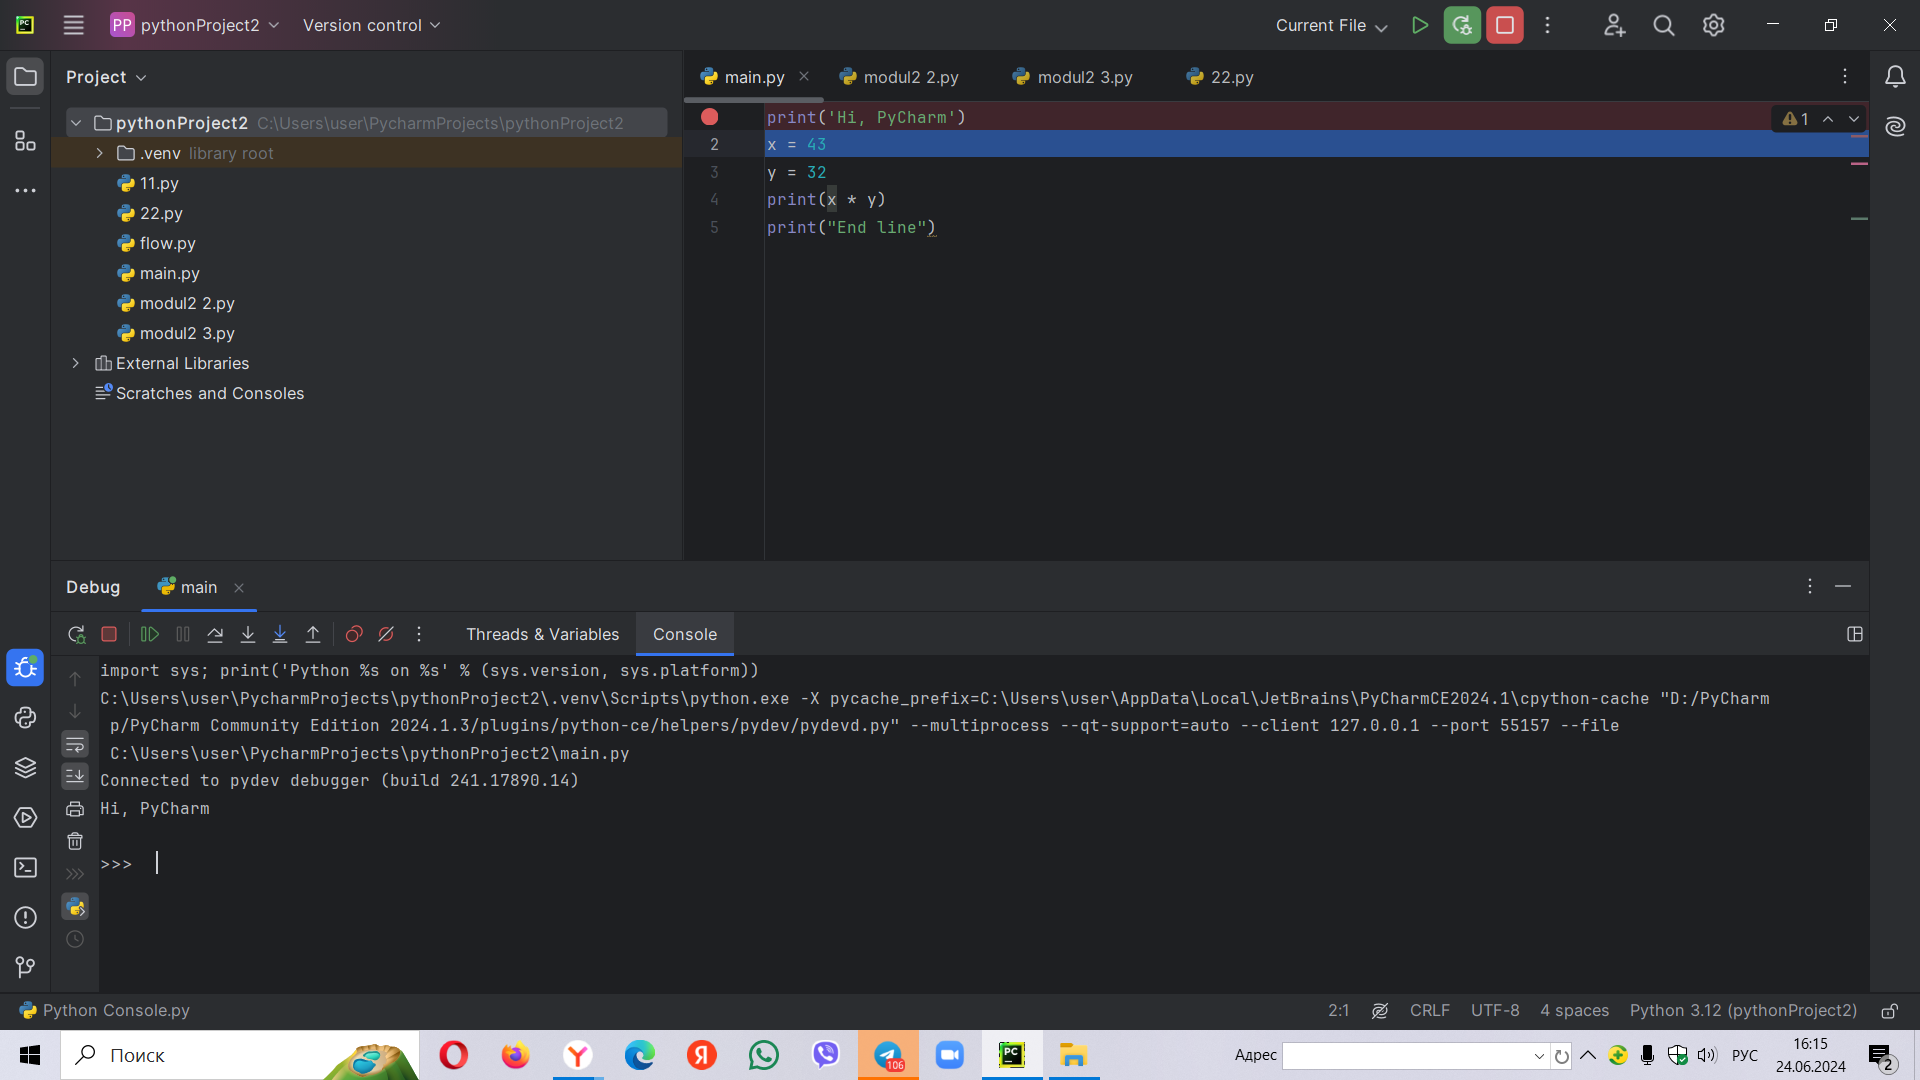 PC
PP pythonProject2 Version control Current File
Project
main.py modul2 2.py modul2 3.py 22.py
pythonProject2 C:\Users\user\PycharmProjects\pythonProject2
.venv library root
11.py
22.py
flow.py
main.py
modul2 2.py
modul2 3.py
External Libraries
Scratches and Consoles
print('Hi, PyCharm')
1
2 x = 43
3 y = 32
4 print(x * y)
5 print("End line")
Debug main
Threads & Variables Console
import sys; print('Python %s on %s' % (sys.version, sys.platform))
C:\Users\user\PycharmProjects\pythonProject2\.venv\Scripts\python.exe -X pycache_prefix=C:\Users\user\AppData\Local\JetBrains\PyCharmCE2024.1\cpython-cache "D:/PyCharm
p/PyCharm Community Edition 2024.1.3/plugins/python-ce/helpers/pydev/pydevd.py" --multiprocess --qt-support=auto --client 127.0.0.1 --port 55157 --file
C:\Users\user\PycharmProjects\pythonProject2\main.py
Connected to pydev debugger (build 241.17890.14)
Hi, PyCharm
>>>
Python Console.py 2:1 CRLF UTF-8 4 spaces Python 3.12 (pythonProject2)
Поиск Я 106 PC Адрес РУС 16:15
24.06.2024 2